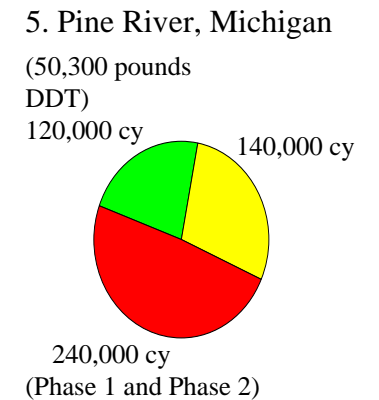 5. Pine River, Michigan
(50,300 pounds
DDT)
120,000 cy
140,000 cy
240,000 cy
(Phase 1 and Phase 2)